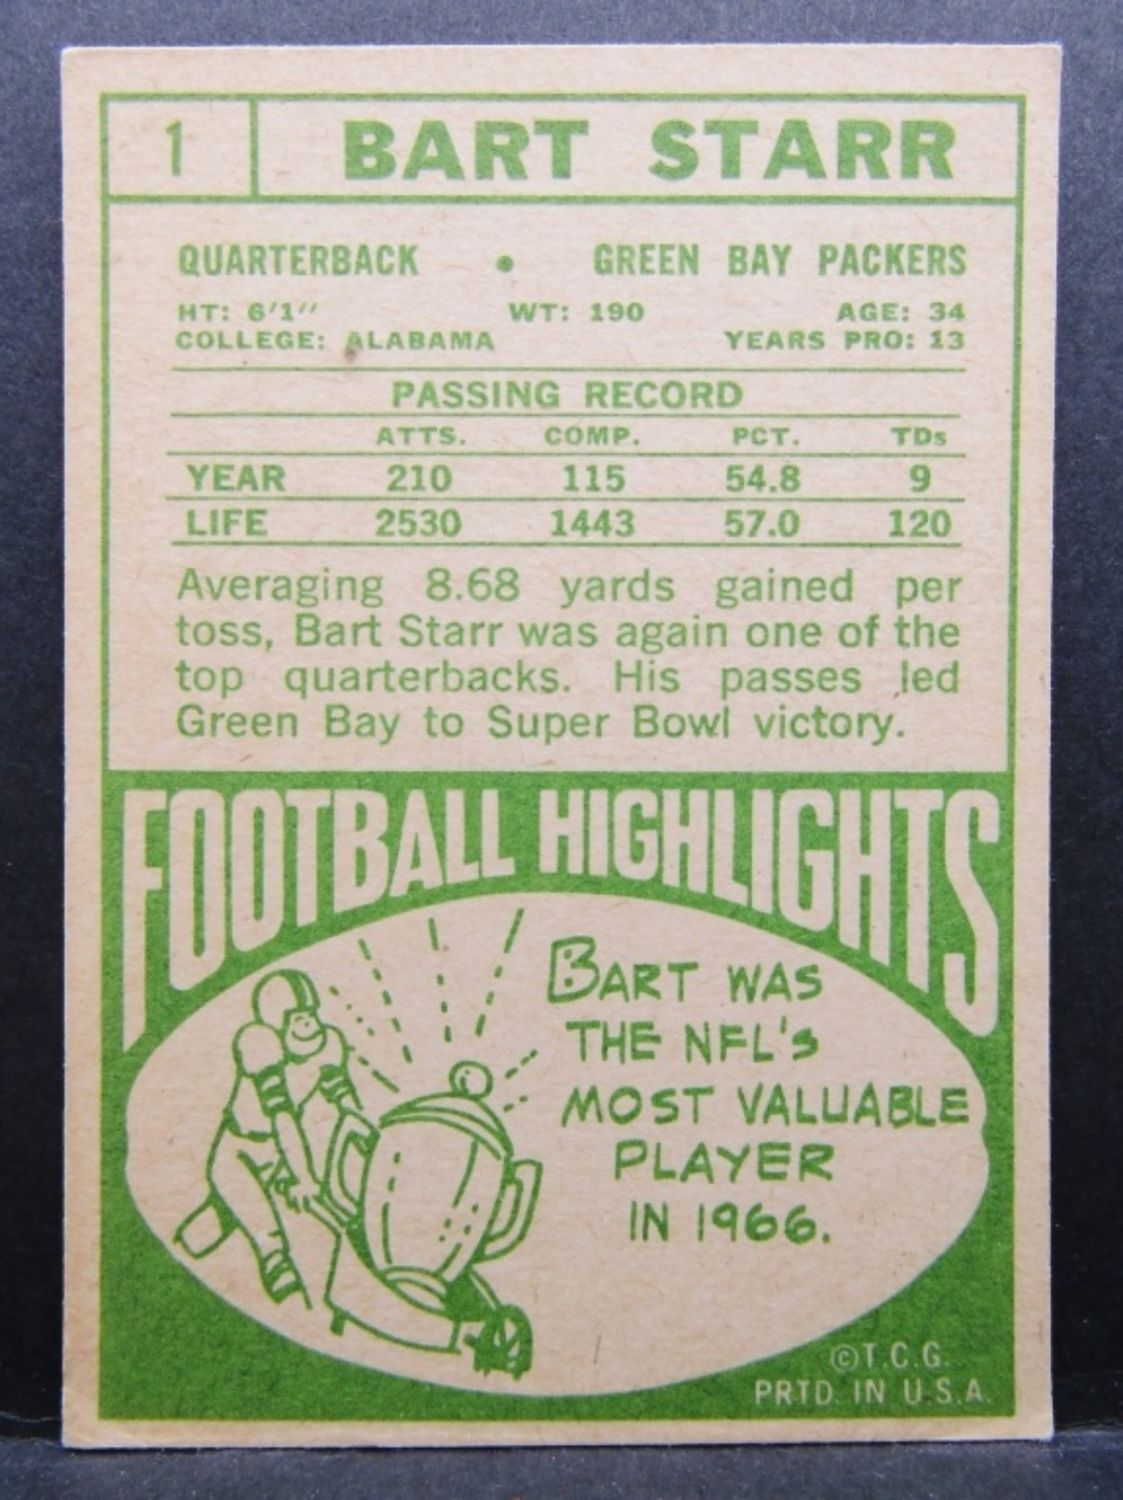 1 BART STARR
QUARTERBACK • GREEN BAY PACKERS
HT: 6'1" WT: 190 AGE: 34
COLLEGE: ALABAMA YEARS PRO: 13
PASSING RECORD
ATTS. COMP. PCT. TDs
YEAR 210 115 54.8 9
LIFE 2530 1443 57.0 120
Averaging 8.68 yards gained per
toss, Bart Starr was again one of the
top quarterbacks. His passes led
Green Bay to Super Bowl victory.
FOOTBALL HIGHLIGHTS
BART WAS
THE NFL'S
MOST VALUABLE
PLAYER
IN 1966.
©T.C.G.
PRTD. IN U.S.A.